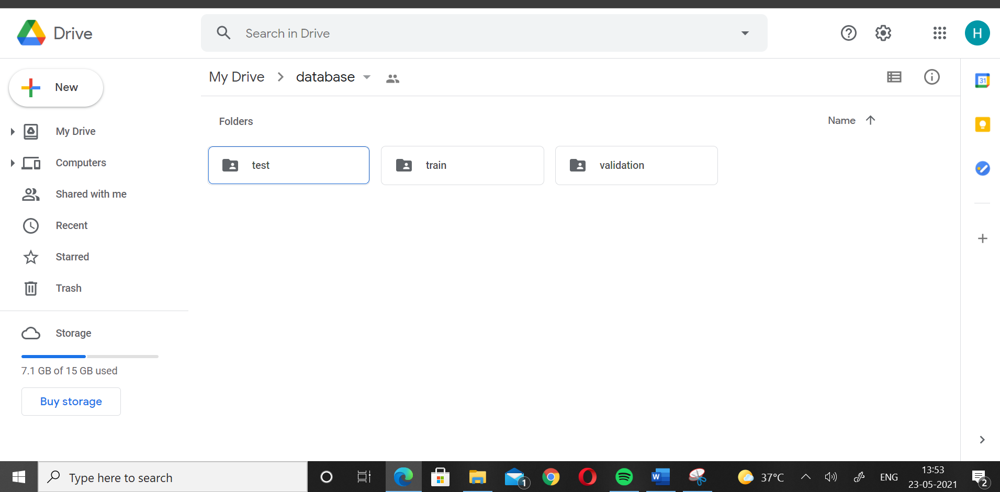 Drive
Search in Drive
H
New
My Drive
Computers
Shared with me
Recent
Starred
Trash
Storage
7.1 GB of 15 GB used
Buy storage
My Drive > database
Folders
Name
test
train
validation
31
Type here to search
1
W
37°C
ENG
13:53
23-05-2021
2